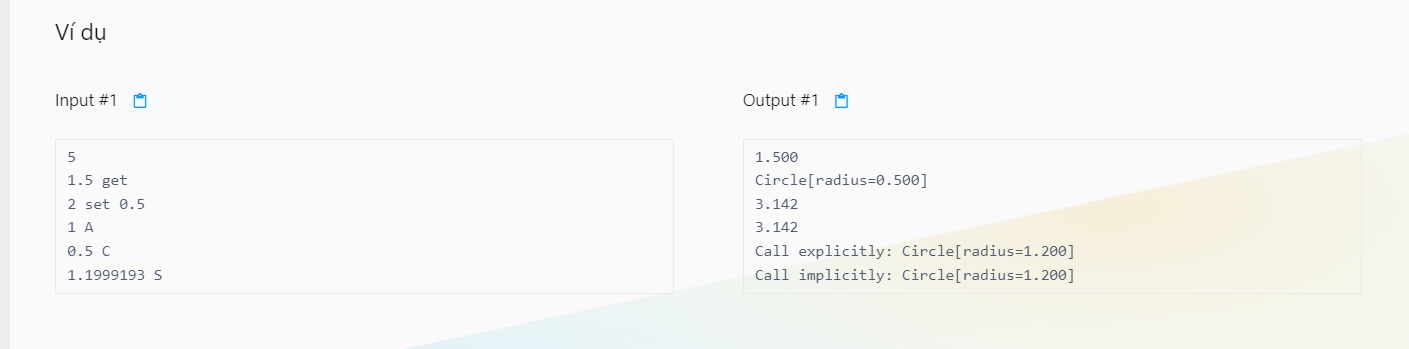 Ví dụ
Input #1
5
1.5 get
2 set 0.5
1 A
0.5 C
1.1999193 S
Output #1
1.500
Circle[radius=0.500]
3.142
3.142
Call explicitly: Circle[radius=1.200]
Call implicitly: Circle[radius=1.200]